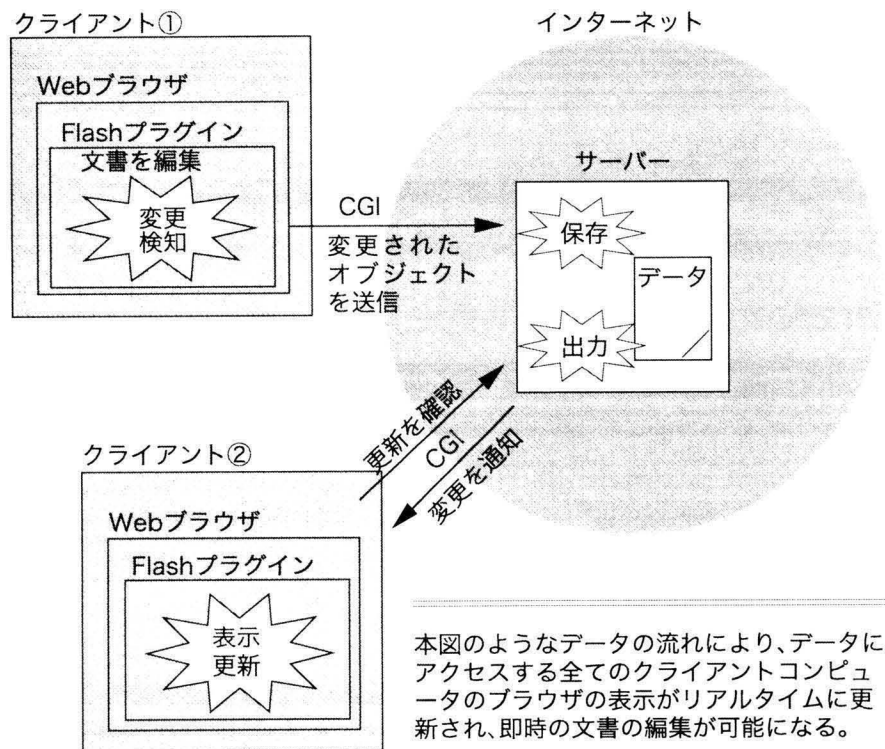 クライアント①
インターネット
Webブラウザ
Flashプラグイン
文書を編集
変更
検知
CGI
変更された
オブジェクト
を送信
サーバー
保存
データ
出力
更新を確認
CGI
変更を通知
クライアント②
Webブラウザ
Flashプラグイン
表示
更新
本図のようなデータの流れにより、データに
アクセスする全てのクライアントコンピュ
ータのブラウザの表示がリアルタイムに更
新され、即時の文書の編集が可能になる。